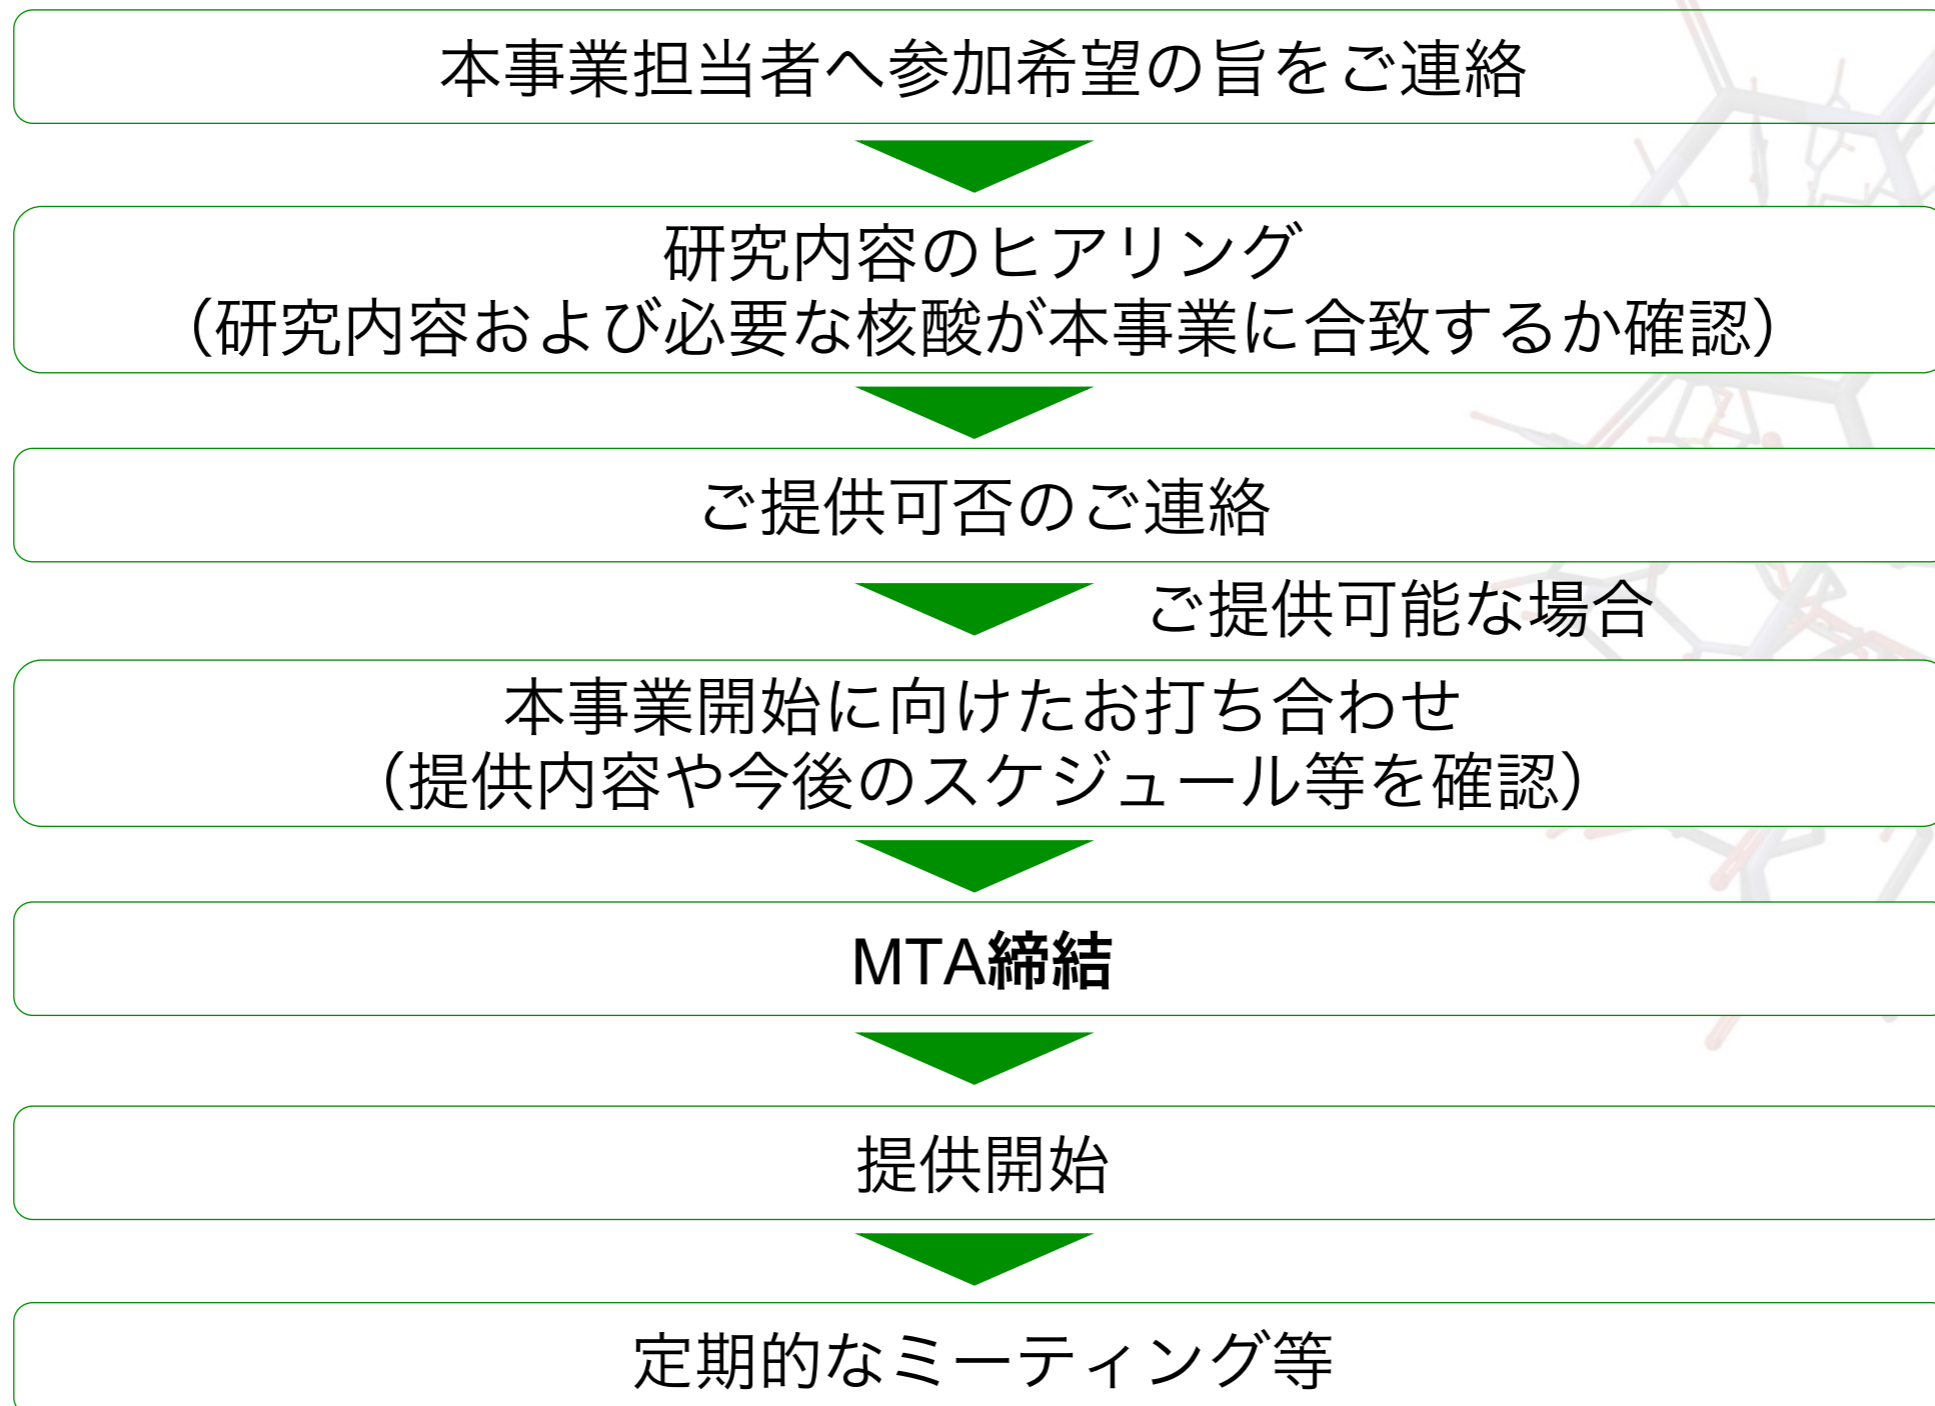 本事業担当者へ参加希望の旨をご連絡
研究内容のヒアリング
（研究内容および必要な核酸が本事業に合致するか確認）
ご提供可否のご連絡
ご提供可能な場合
本事業開始に向けたお打ち合わせ
（提供内容や今後のスケジュール等を確認）
MTA締結
提供開始
定期的なミーティング等